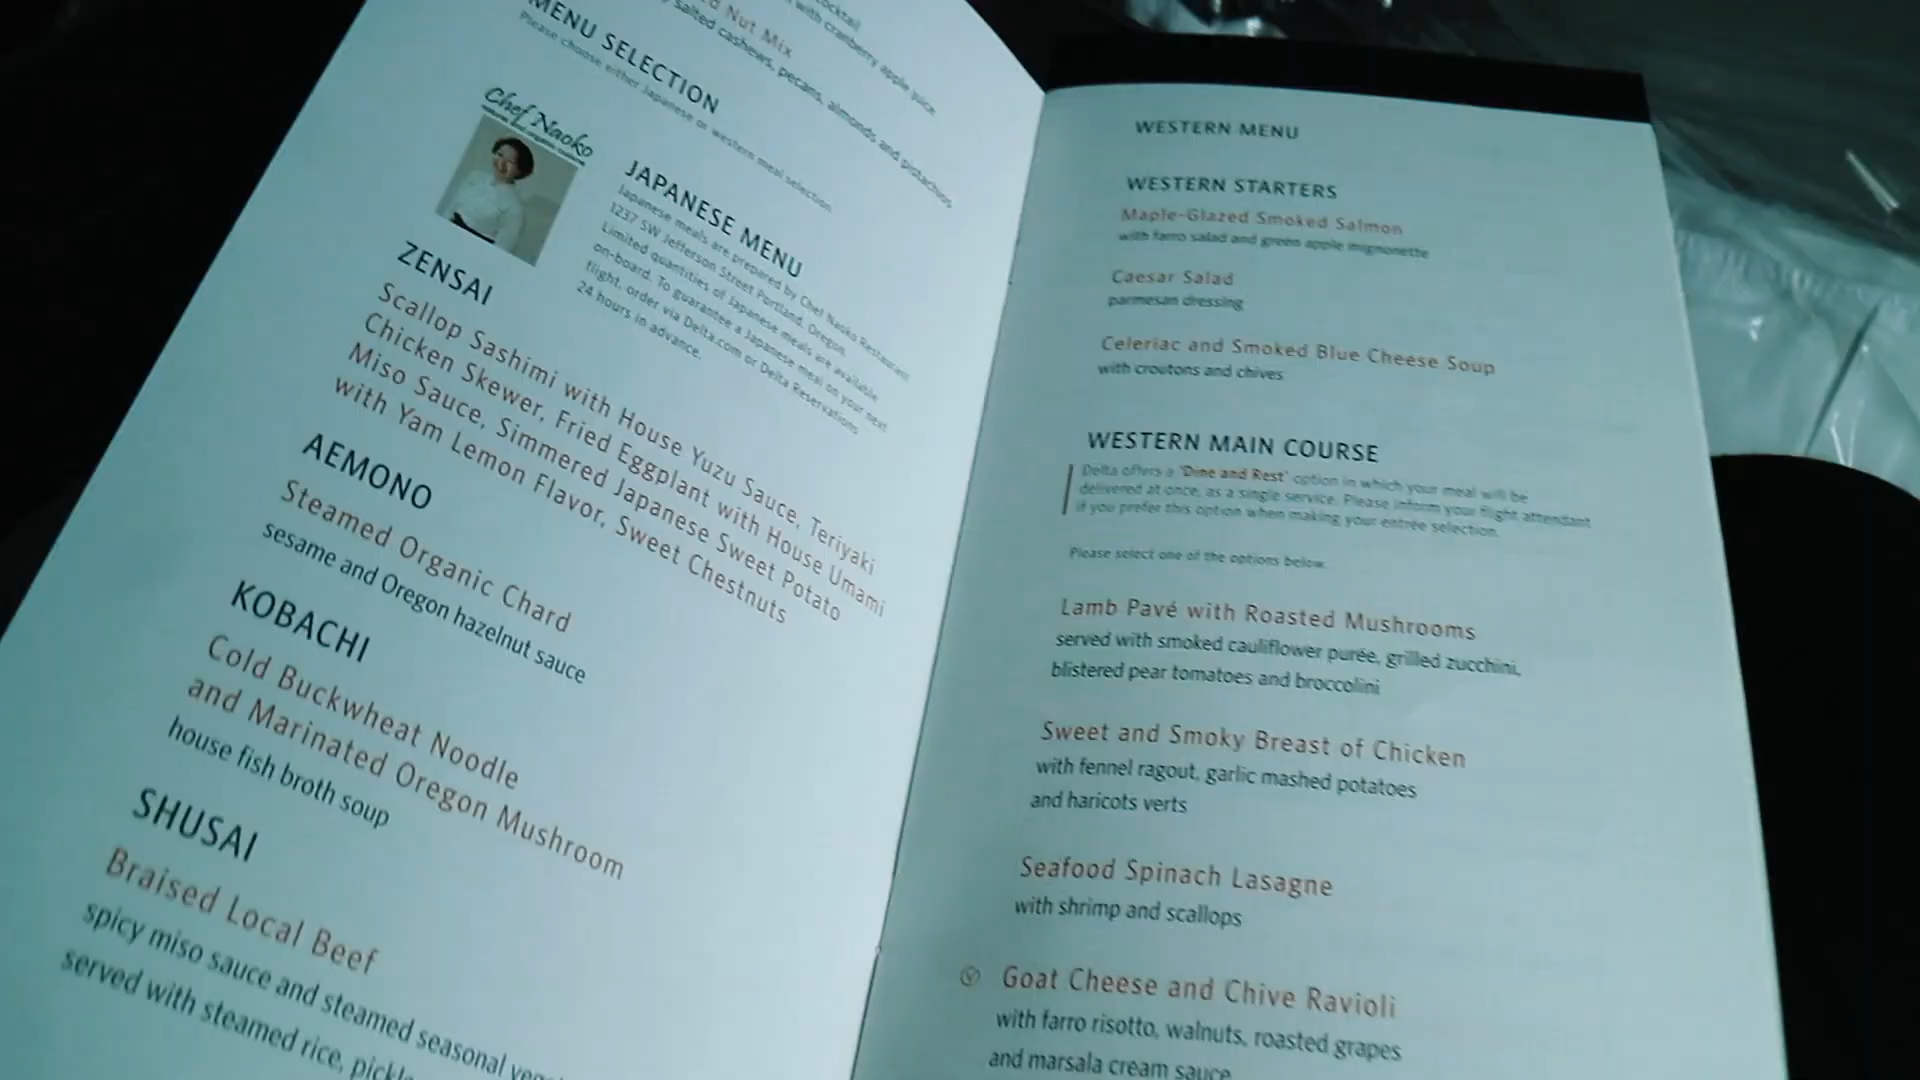 cocktail
with cranberry apple juice
Nut Mix
salted cashews, pecans, almonds and pistachios
MENU SELECTION
Please choose either Japanese or western meal selection
Chef Naoko
JAPANESE MENU
Japanese meals are prepared by Chef Naoko Restaurant
1237 SW Jefferson Street Portland, Oregon.
Limited quantities of Japanese meals are available
on-board. To guarantee a Japanese meal on your next
flight, order via Delta.com or Delta Reservations
24 hours in advance.
ZENSAI
Scallop Sashimi with House Yuzu Sauce, Teriyaki
Chicken Skewer, Fried Eggplant with House Umami
Miso Sauce, Simmered Japanese Sweet Potato
with Yam Lemon Flavor, Sweet Chestnuts
AEMONO
Steamed Organic Chard
sesame and Oregon hazelnut sauce
KOBACHI
Cold Buckwheat Noodle
and Marinated Oregon Mushroom
house fish broth soup
SHUSAI
Braised Local Beef
spicy miso sauce and steamed seasonal
served with steamed rice,
WESTERN MENU
WESTERN STARTERS
Maple-Glazed Smoked Salmon
with farro salad and green apple mignonette
Caesar Salad
parmesan dressing
Celeriac and Smoked Blue Cheese Soup
with croutons and chives
WESTERN MAIN COURSE
Delta offers a 'Dine and Rest' option in which your meal will be
delivered at once, as a single service. Please inform your flight attendant
if you prefer this option when making your entrée selection.
Please select one of the options below.
Lamb Pavé with Roasted Mushrooms
served with smoked cauliflower purée, grilled zucchini,
blistered pear tomatoes and broccolini
Sweet and Smoky Breast of Chicken
with fennel ragout, garlic mashed potatoes
and haricots verts
Seafood Spinach Lasagne
with shrimp and scallops
Goat Cheese and Chive Ravioli
with farro risotto, walnuts, roasted grapes
and marsala cream sauce